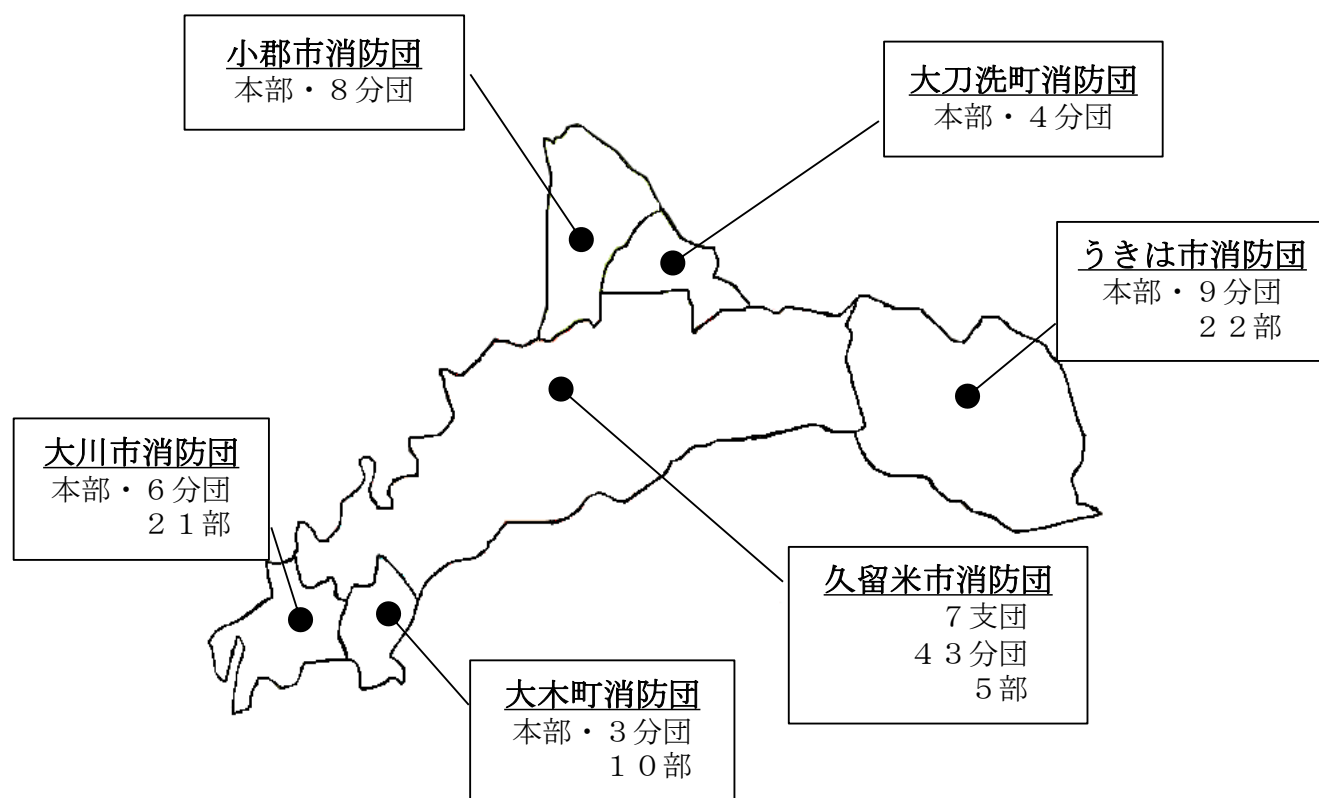 小郡市消防団
本部・８分団
大刀洗町消防団
本部・４分団
うきは市消防団
本部・９分団
２２部
大川市消防団
本部・６分団
２１部
久留米市消防団
７支団
４３分団
５部
大木町消防団
本部・３分団
１０部